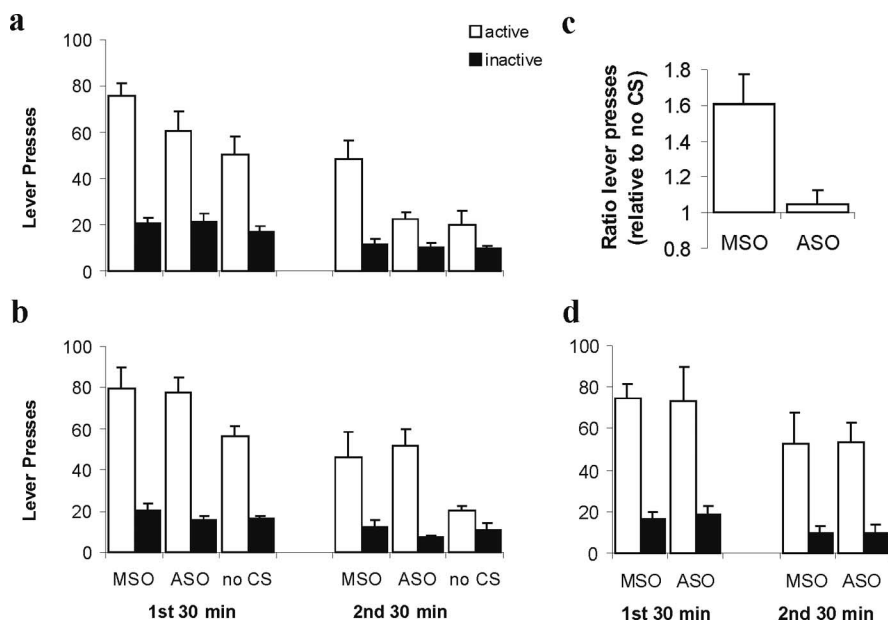 a
Lever Presses
100
80
60
40
20
0
active
inactive
c
Ratio lever presses
(relative to no CS)
1.8
1.6
1.4
1.2
1
0.8
MSO ASO
b
Lever Presses
100
80
60
40
20
0
MSO ASO no CS MSO ASO no CS
1st 30 min 2nd 30 min
d
100
80
60
40
20
0
MSO ASO MSO ASO
1st 30 min 2nd 30 min